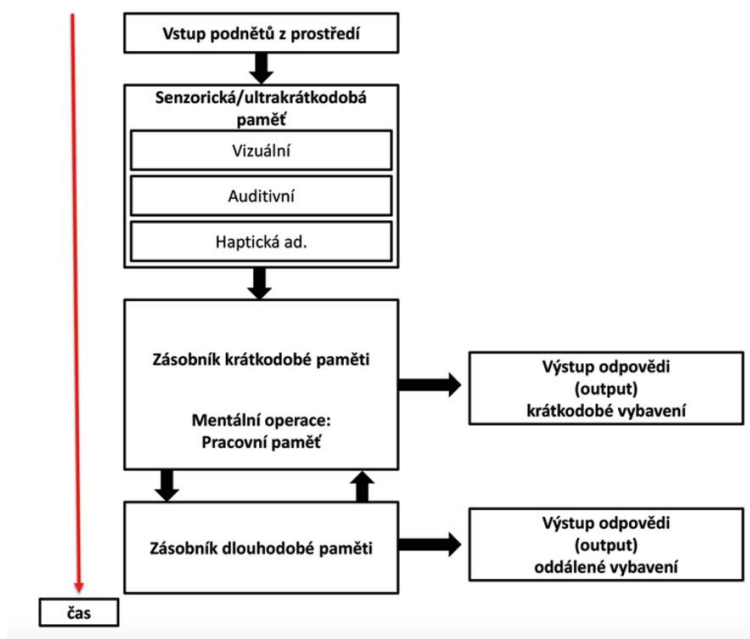 Vstup podnětů z prostředí
Senzorická/ultrakrátkodobá
paměť
Vizuální
Auditivní
Haptická ad.
Zásobník krátkodobé paměti
Mentální operace:
Pracovní paměť
Výstup odpovědi
(output)
krátkodobé vybavení
Zásobník dlouhodobé paměti
Výstup odpovědi
(output)
oddálené vybavení
čas